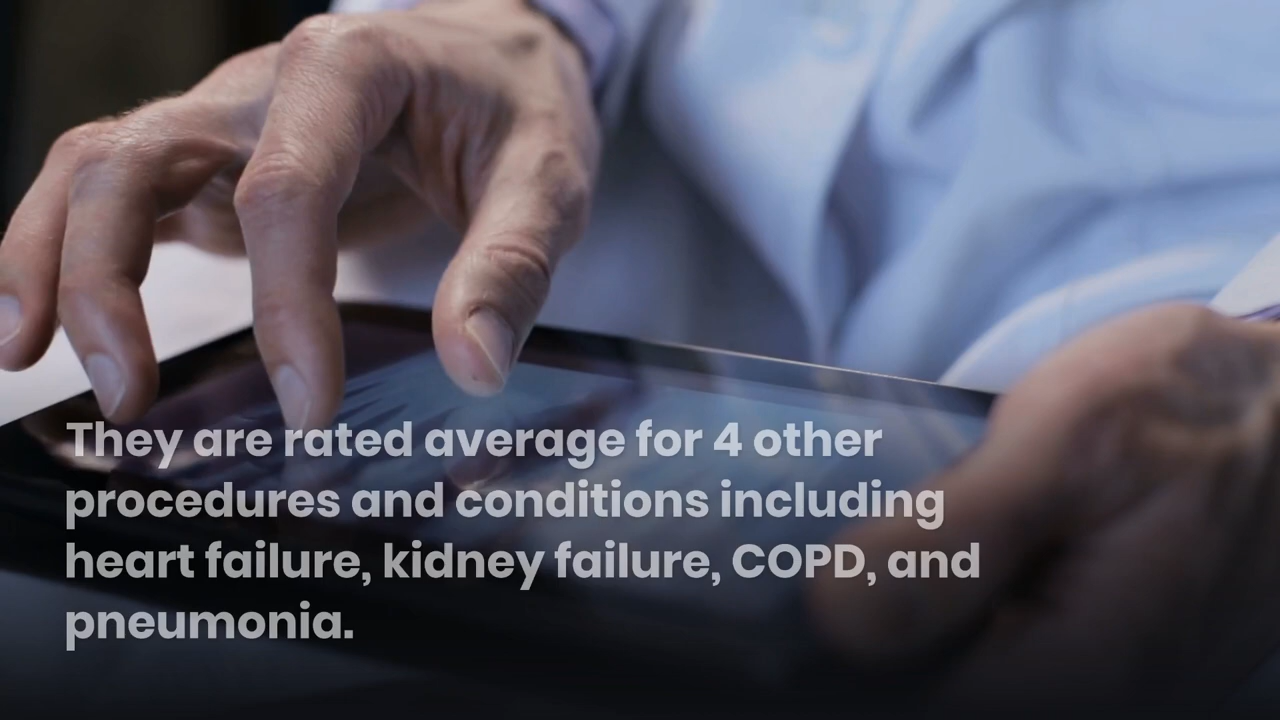 They are rated average for 4 other
procedures and conditions including
heart failure, kidney failure, COPD, and
pneumonia.